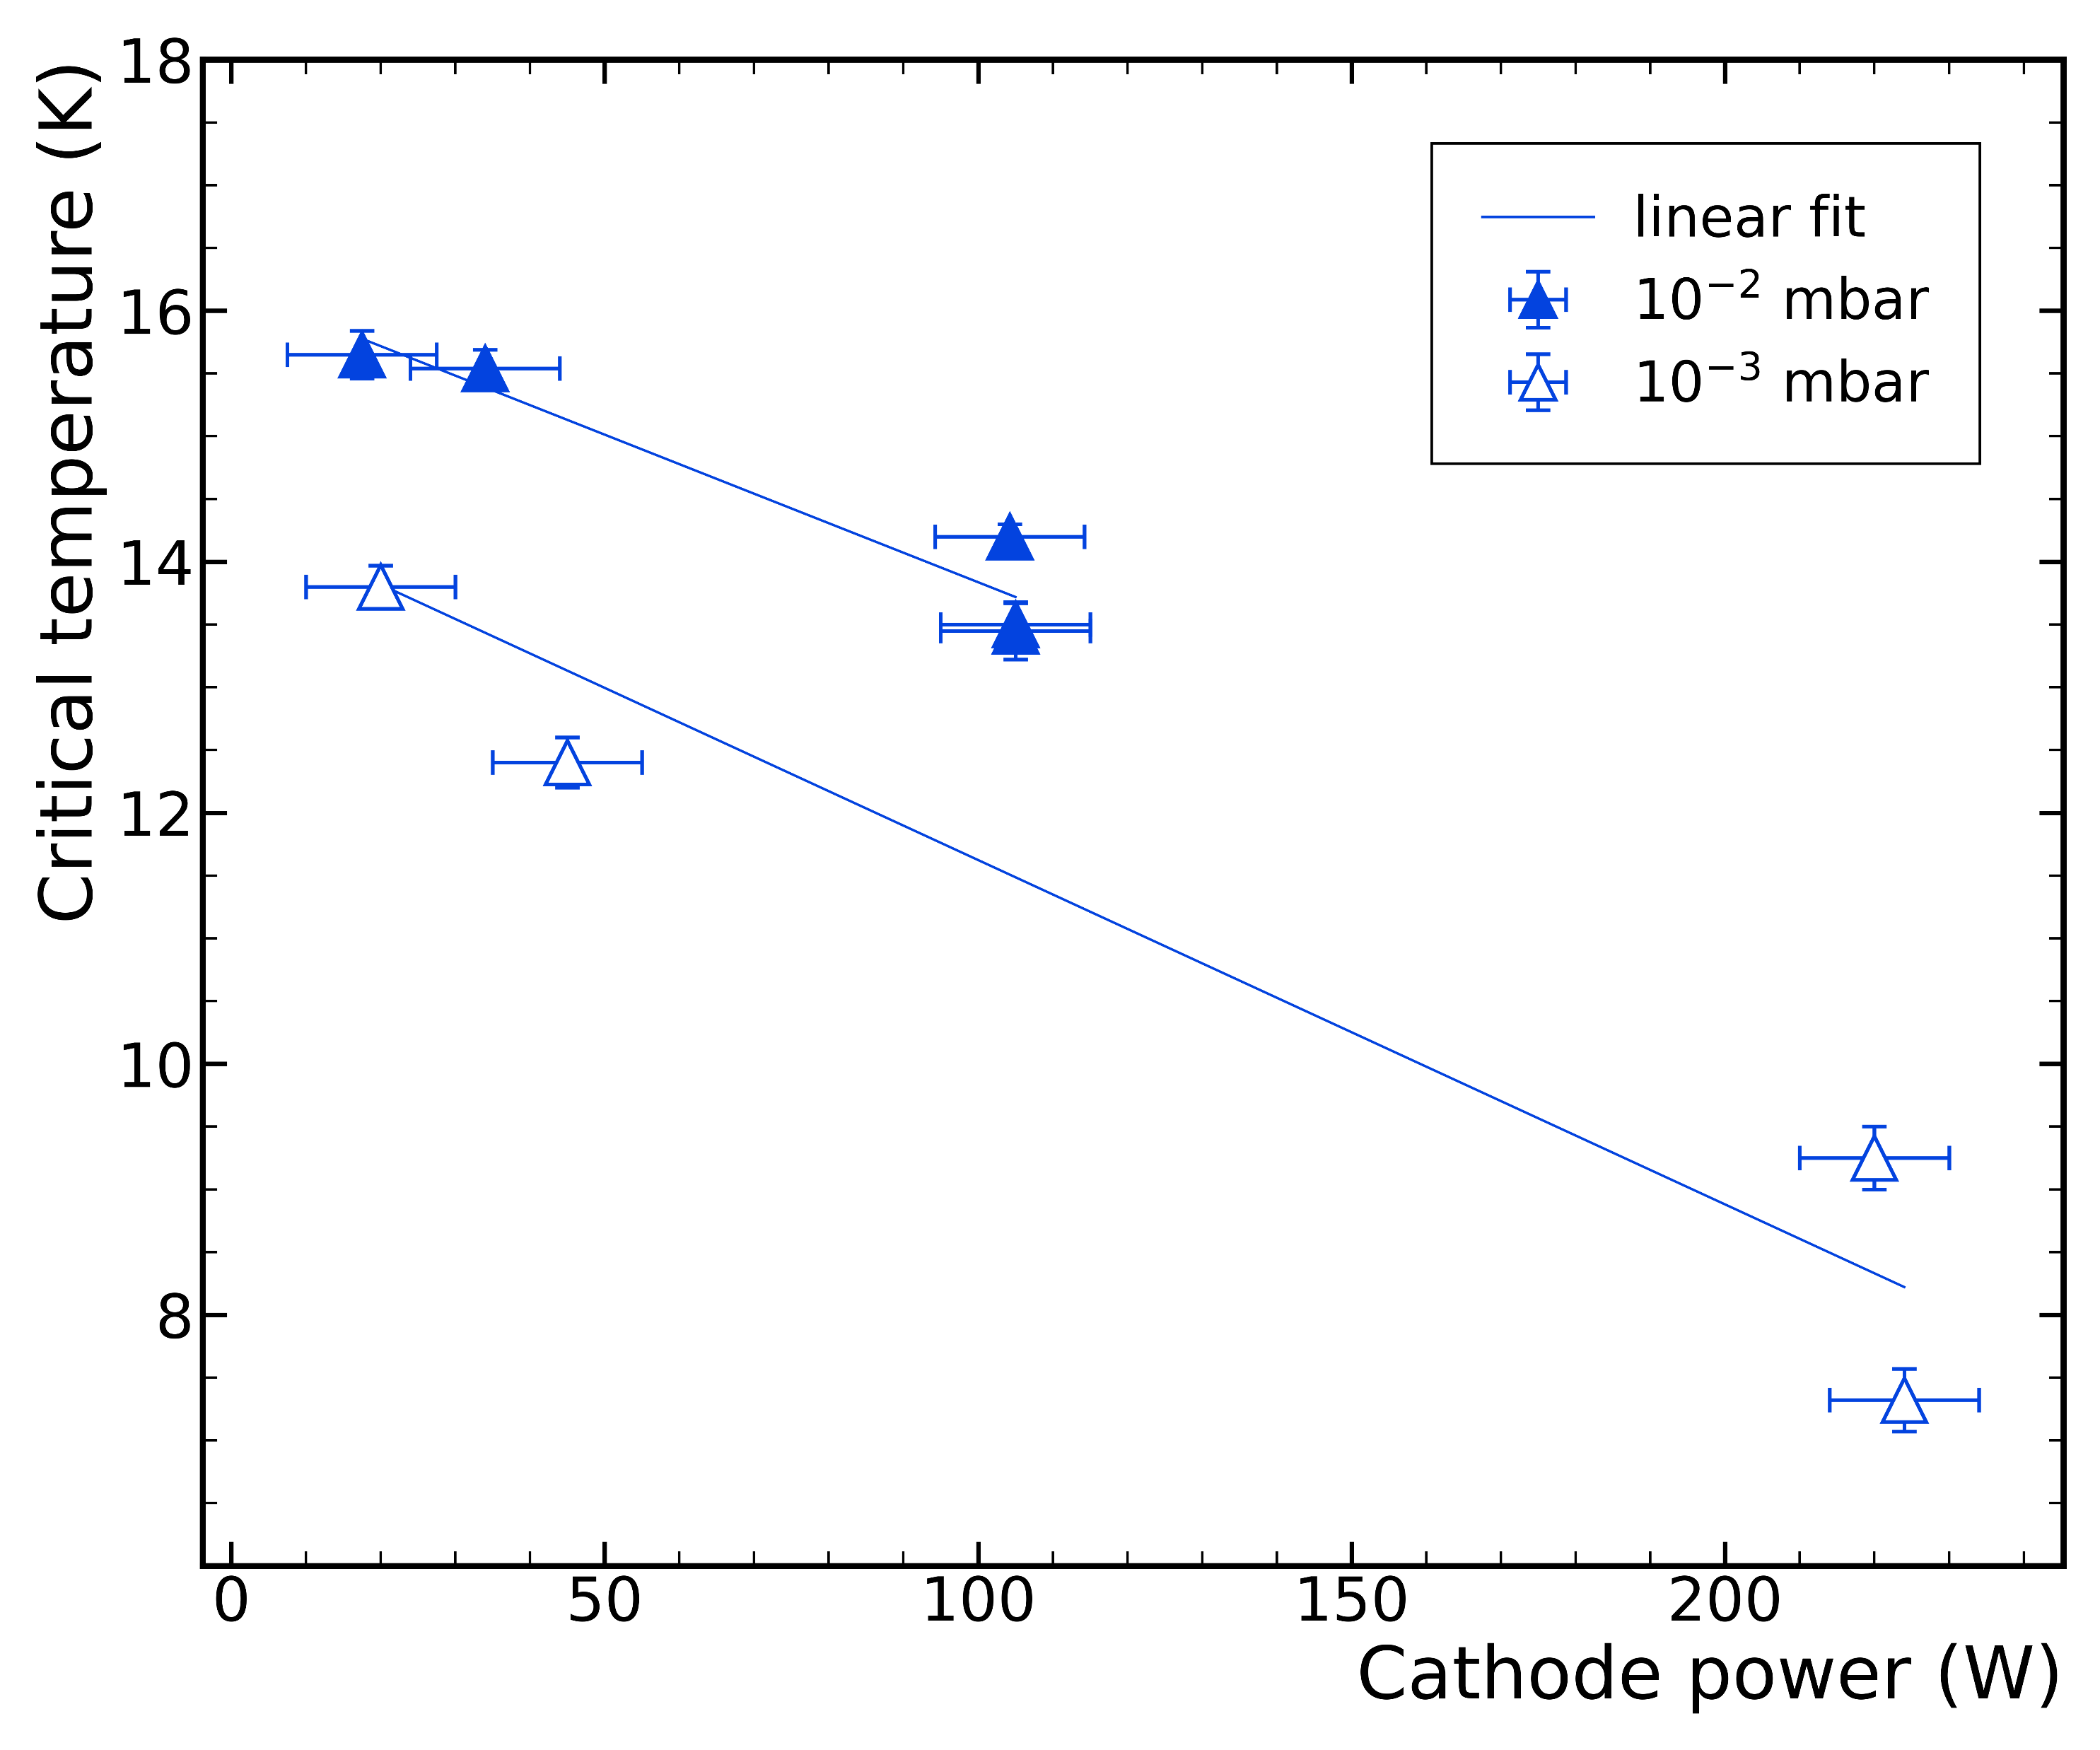 Critical temperature (K)
18
16
14
12
10
8
linear fit
10⁻² mbar
10⁻³ mbar
0 50 100 150 200
Cathode power (W)